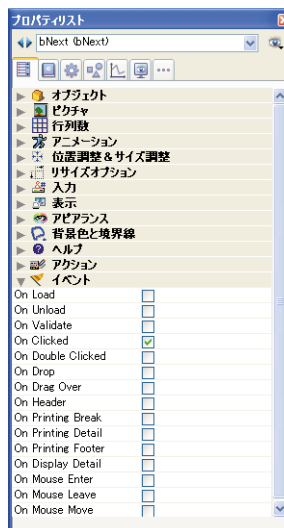 プロパティリスト
bNext (bNext)
オブジェクト
ピクチャ
行列数
アニメーション
位置調整＆サイズ調整
リサイズオプション
入力
表示
アピアランス
背景色と境界線
ヘルプ
アクション
イベント
On Load
On Unload
On Validate
On Clicked
On Double Clicked
On Drop
On Drag Over
On Header
On Printing Break
On Printing Detail
On Printing Footer
On Display Detail
On Mouse Enter
On Mouse Leave
On Mouse Move